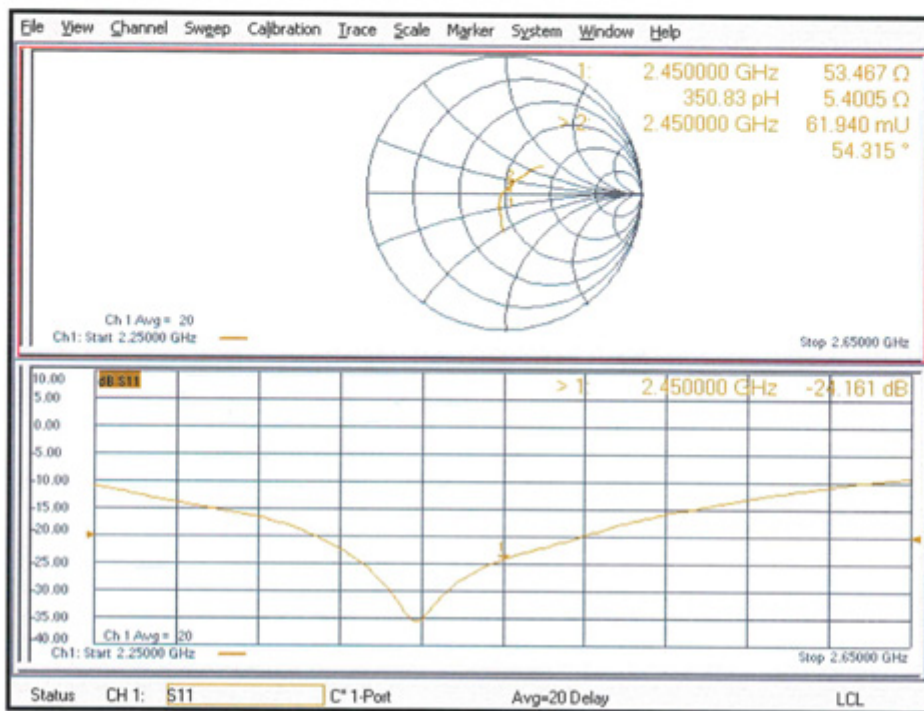 File View Channel Sweep Calibration Trace Scale Marker System Window Help
1: 2.450000 GHz 53.467 Ω
350.83 pH 5.4005 Ω
> 2: 2.450000 GHz 61.940 mU
54.315 °
Ch 1 Avg = 20
Ch1: Start 2.25000 GHz
Stop 2.65000 GHz
10.00 dB S11
> 1: 2.450000 GHz -24.161 dB
5.00
0.00
-5.00
-10.00
-15.00
-20.00
-25.00
-30.00
-35.00
-40.00
Ch 1 Avg = 20
Ch1: Start 2.25000 GHz
Stop 2.65000 GHz
Status CH 1: S11 C* 1-Port Avg=20 Delay LCL